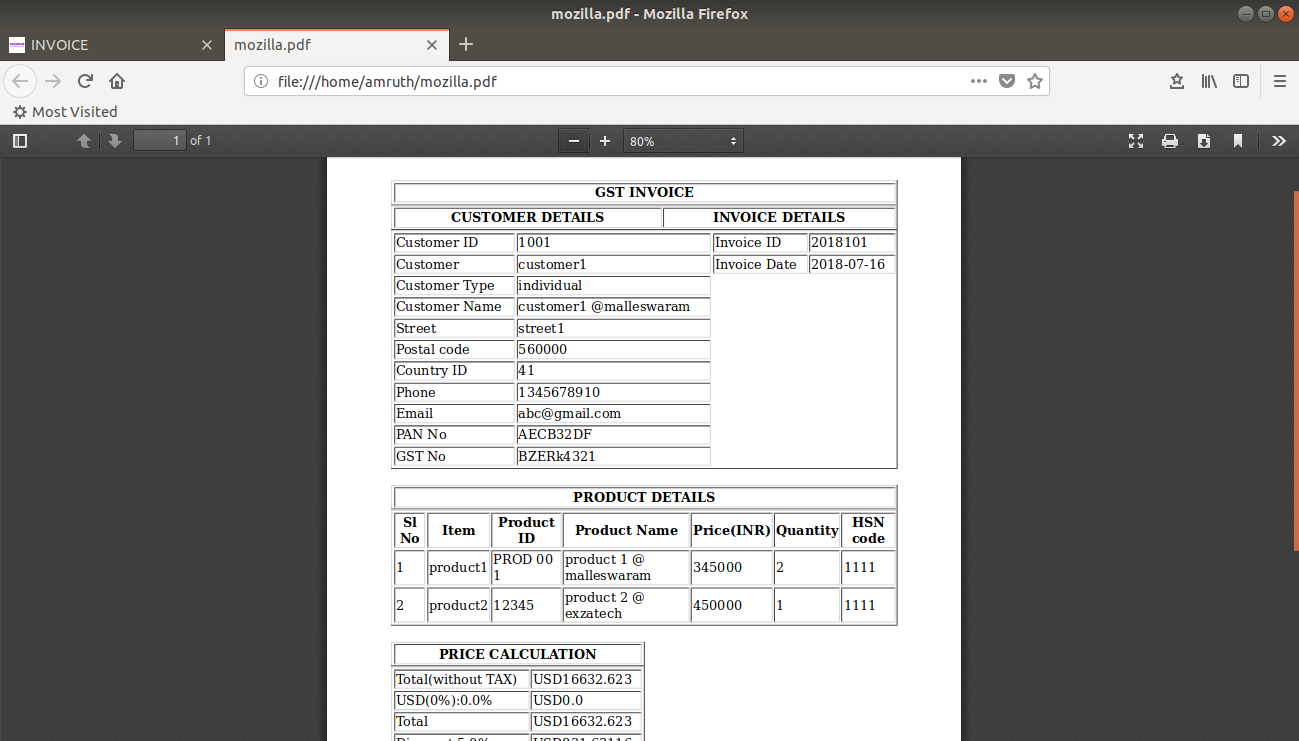 mozilla.pdf - Mozilla Firefox
INVOICE mozilla.pdf
file:///home/amruth/mozilla.pdf
Most Visited
1 of 1 80%
GST INVOICE
CUSTOMER DETAILS INVOICE DETAILS
Customer ID 1001 Invoice ID 2018101
Customer customer1 Invoice Date 2018-07-16
Customer Type individual
Customer Name customer1 @malleswaram
Street street1
Postal code 560000
Country ID 41
Phone 1345678910
Email abc@gmail.com
PAN No AECB32DF
GST No BZERk4321
PRODUCT DETAILS
Sl No Item Product ID Product Name Price(INR) Quantity HSN code
1 product1 PROD 00 1 product 1 @ malleswaram 345000 2 1111
2 product2 12345 product 2 @ exzatech 450000 1 1111
PRICE CALCULATION
Total(without TAX) USD16632.623
USD(0%):0.0% USD0.0
Total USD16632.623